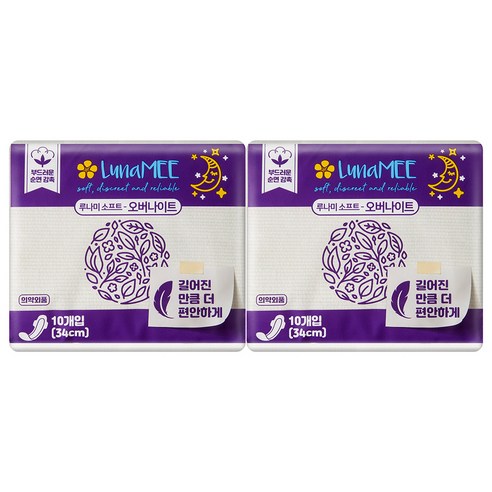 부드러운
순면 감촉
LunaMEE
soft, discreet and reliable
루나미 소프트 - 오버나이트
길어진
만큼 더
편안하게
의약외품
10개입
(34cm)
부드러운
순면 감촉
LunaMEE
soft, discreet and reliable
루나미 소프트 - 오버나이트
길어진
만큼 더
편안하게
의약외품
10개입
(34cm)